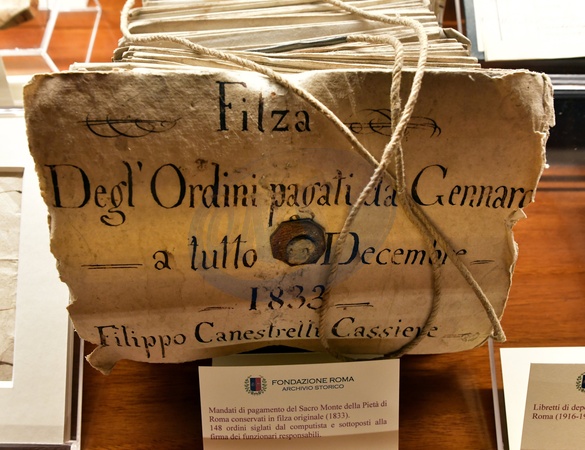 Filza
Degl' Ordini pagati da Gennaro
a tutto Decembre
1833
Filippo Canestrelli Cassiere
FONDAZIONE ROMA
ARCHIVIO STORICO
Mandati di pagamento del Sacro Monte della Pietà di
Roma conservati in filza originale (1833).
148 ordini siglati dal computista e sottoposti alla
firma dei funzionari responsabili.
Libretti di
Roma (1916-